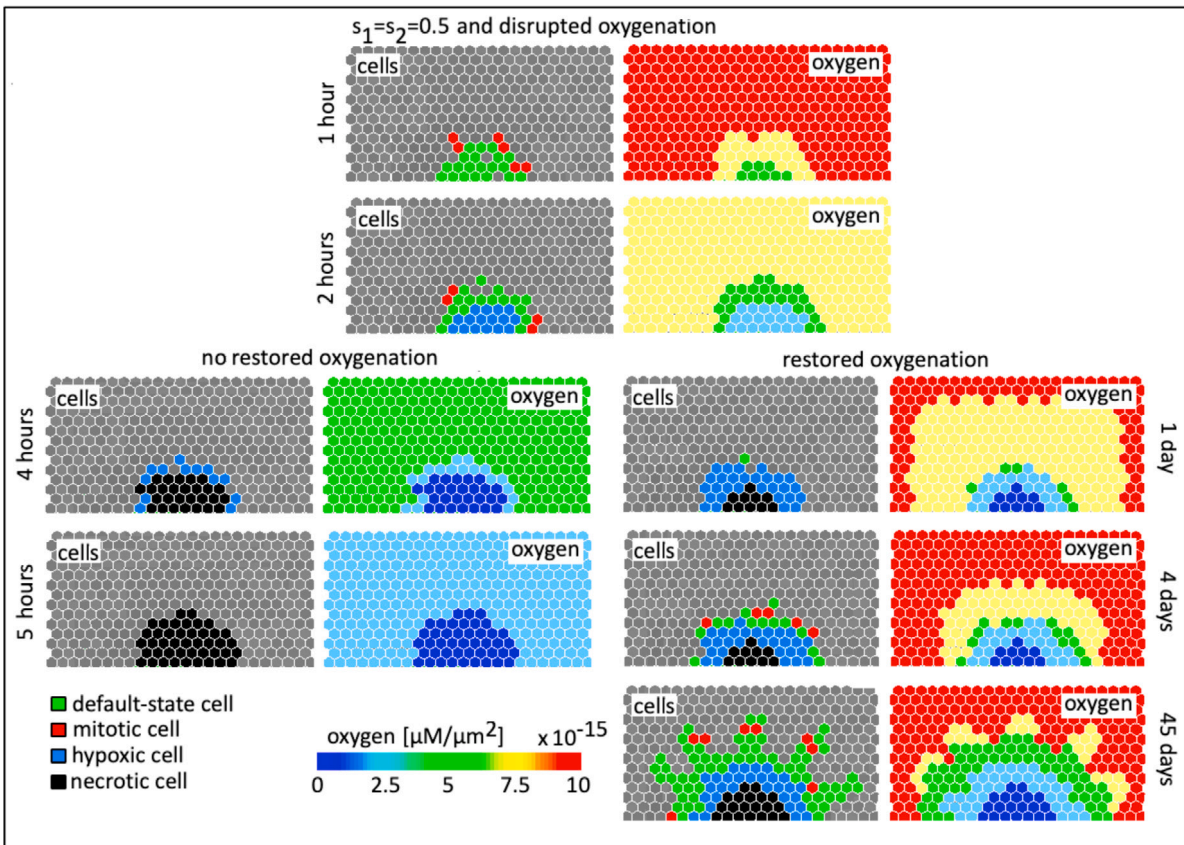 s1=s2=0.5 and disrupted oxygenation
cells
oxygen
1 hour
cells
oxygen
2 hours
no restored oxygenation
restored oxygenation
cells
oxygen
4 hours
cells
oxygen
1 day
cells
oxygen
5 hours
cells
oxygen
4 days
cells
oxygen
45 days
default-state cell
mitotic cell
hypoxic cell
necrotic cell
oxygen [µM/µm²] x 10⁻¹⁵
0 2.5 5 7.5 10